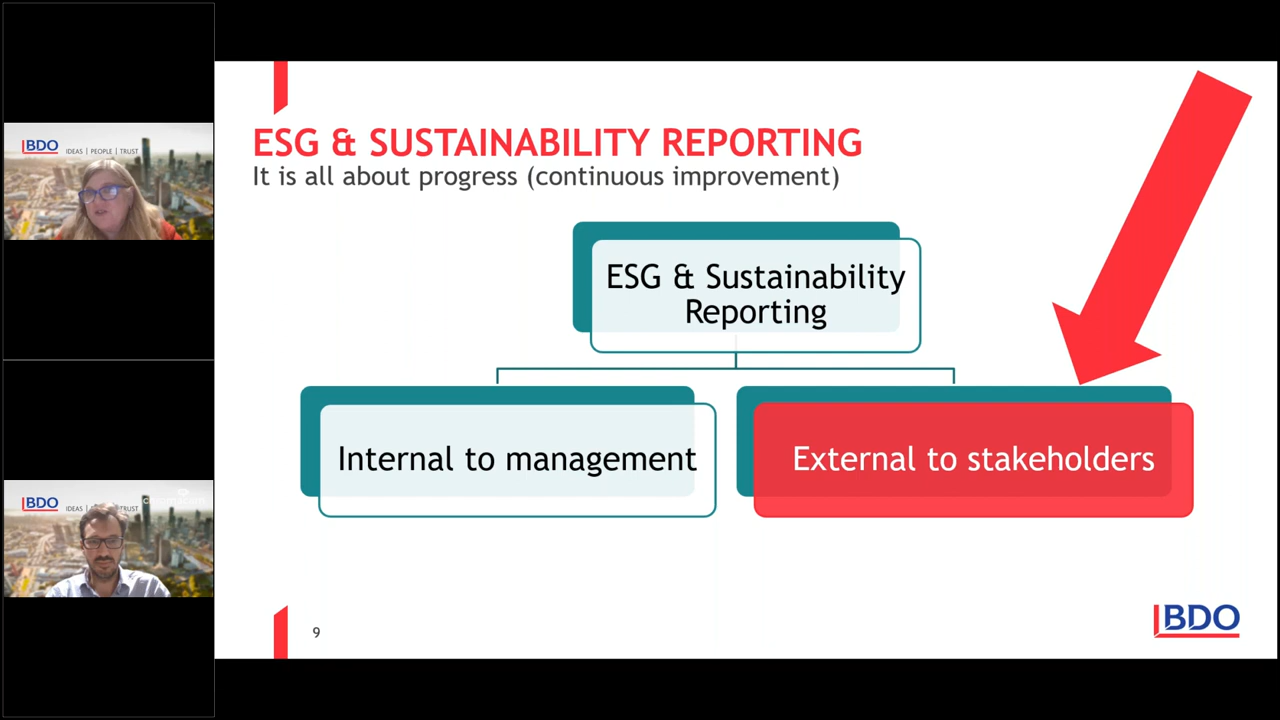 BDO
IDEAS | PEOPLE | TRUST
BDO
IDEAS |
TRUST
ESG & SUSTAINABILITY REPORTING
It is all about progress (continuous improvement)
ESG & Sustainability
Reporting
Internal to management
External to stakeholders
9
BDO